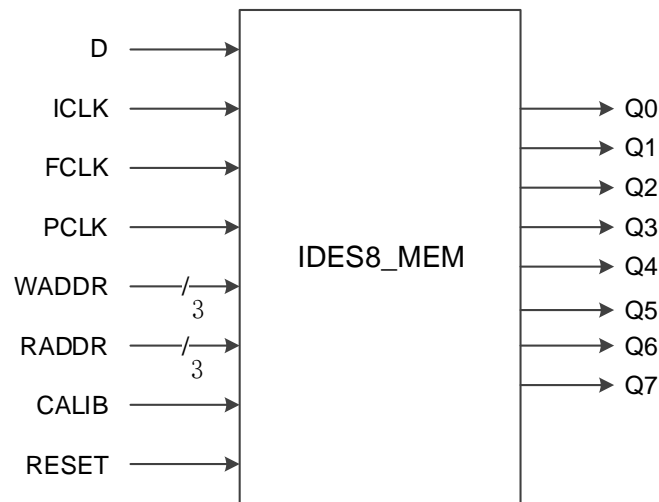 D
ICLK
FCLK
PCLK
WADDR
/
3
RADDR
/
3
CALIB
RESET
IDES8_MEM
Q0
Q1
Q2
Q3
Q4
Q5
Q6
Q7